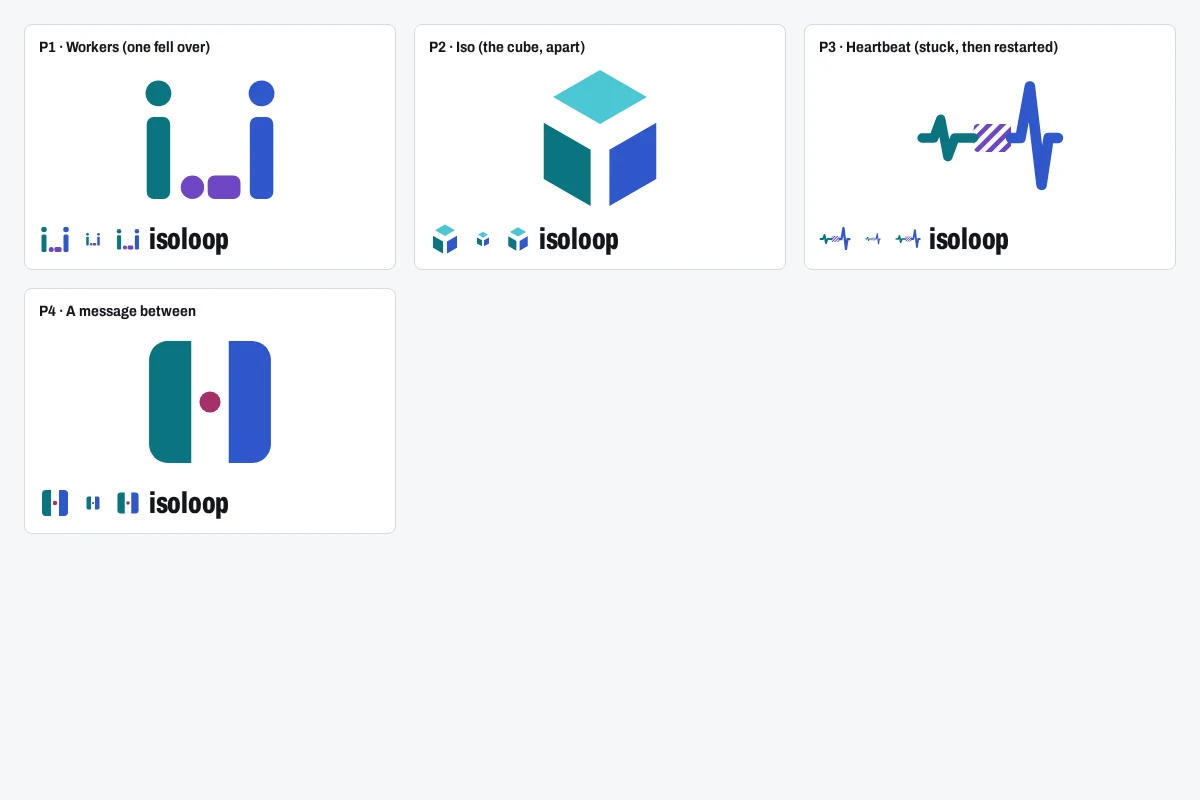 P1 · Workers (one fell over)
isoloop
P2 · Iso (the cube, apart)
isoloop
P3 · Heartbeat (stuck, then restarted)
isoloop
P4 · A message between
isoloop